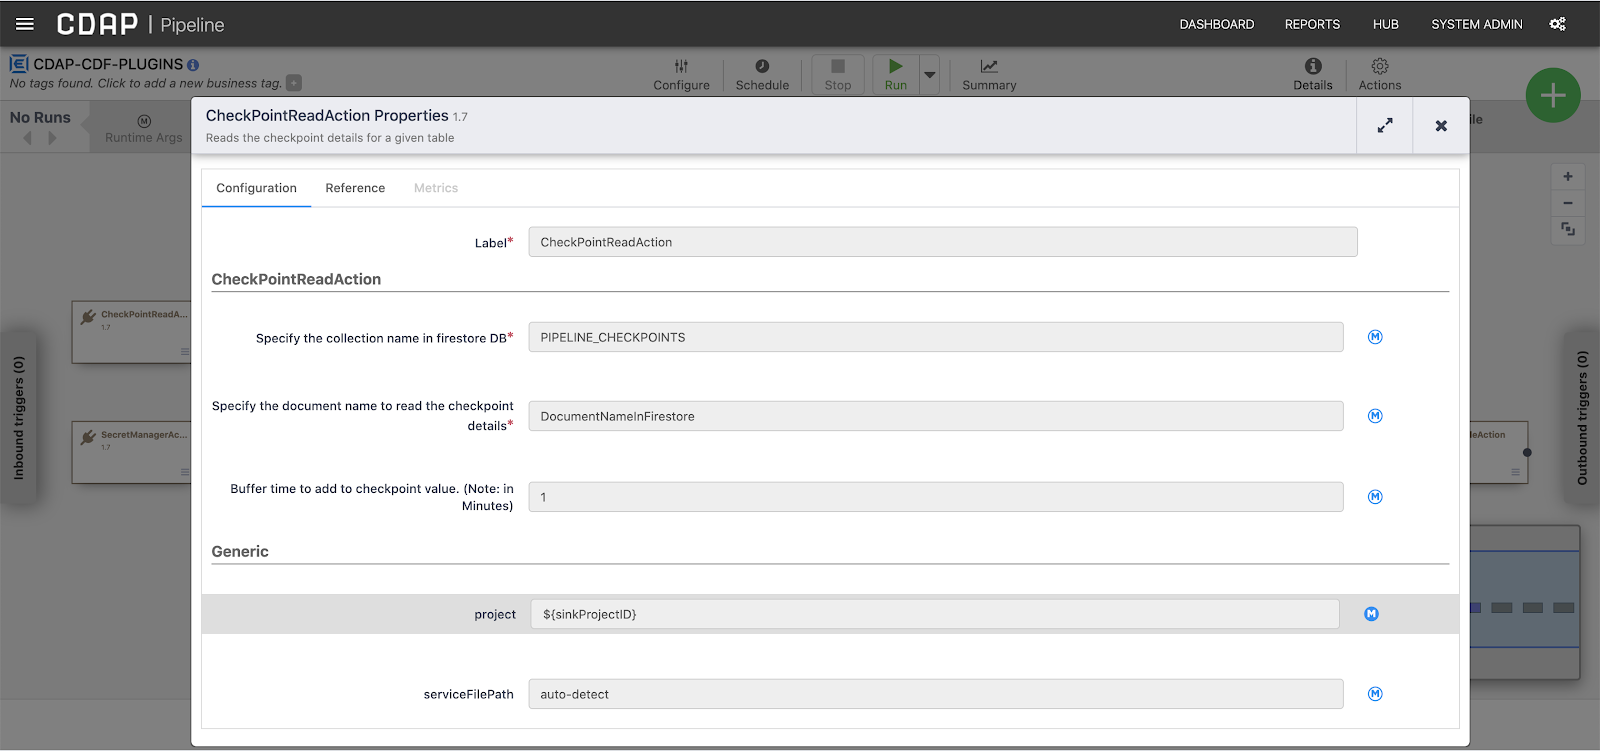 CDAP | Pipeline
DASHBOARD
REPORTS
HUB
SYSTEM ADMIN
CDAP-CDF-PLUGINS
No tags found. Click to add a new business tag.
Configure
Schedule
Stop
Run
Summary
Details
Actions
No Runs
Runtime Args
CheckPointReadAction Properties 1.7
Reads the checkpoint details for a given table
Configuration
Reference
Metrics
Label*
CheckPointReadAction
CheckPointReadAction
Specify the collection name in firestore DB*
PIPELINE_CHECKPOINTS
M
Specify the document name to read the checkpoint
details*
DocumentNameInFirestore
M
Buffer time to add to checkpoint value. (Note: in
Minutes)
1
M
Generic
project
${sinkProjectID}
M
serviceFilePath
auto-detect
M
CheckPointReadA...
1.7
SecretManagerAc...
1.7
Inbound triggers (0)
ile
leAction
Outbound triggers (0)